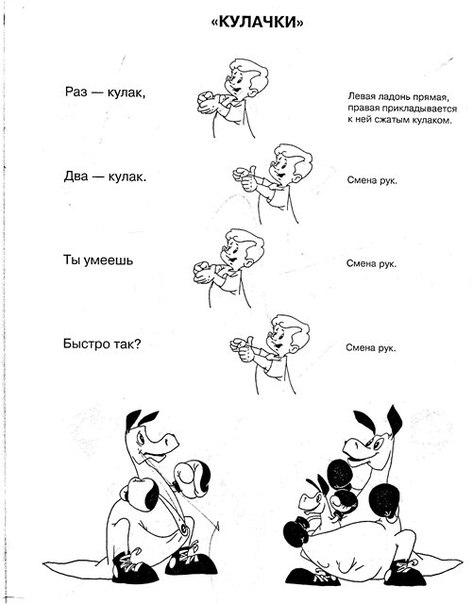 «КУЛАЧКИ»
Раз — кулак,
Левая ладонь прямая,
правая прикладывается
к ней сжатым кулаком.
Два — кулак.
Смена рук.
Ты умеешь
Смена рук.
Быстро так?
Смена рук.